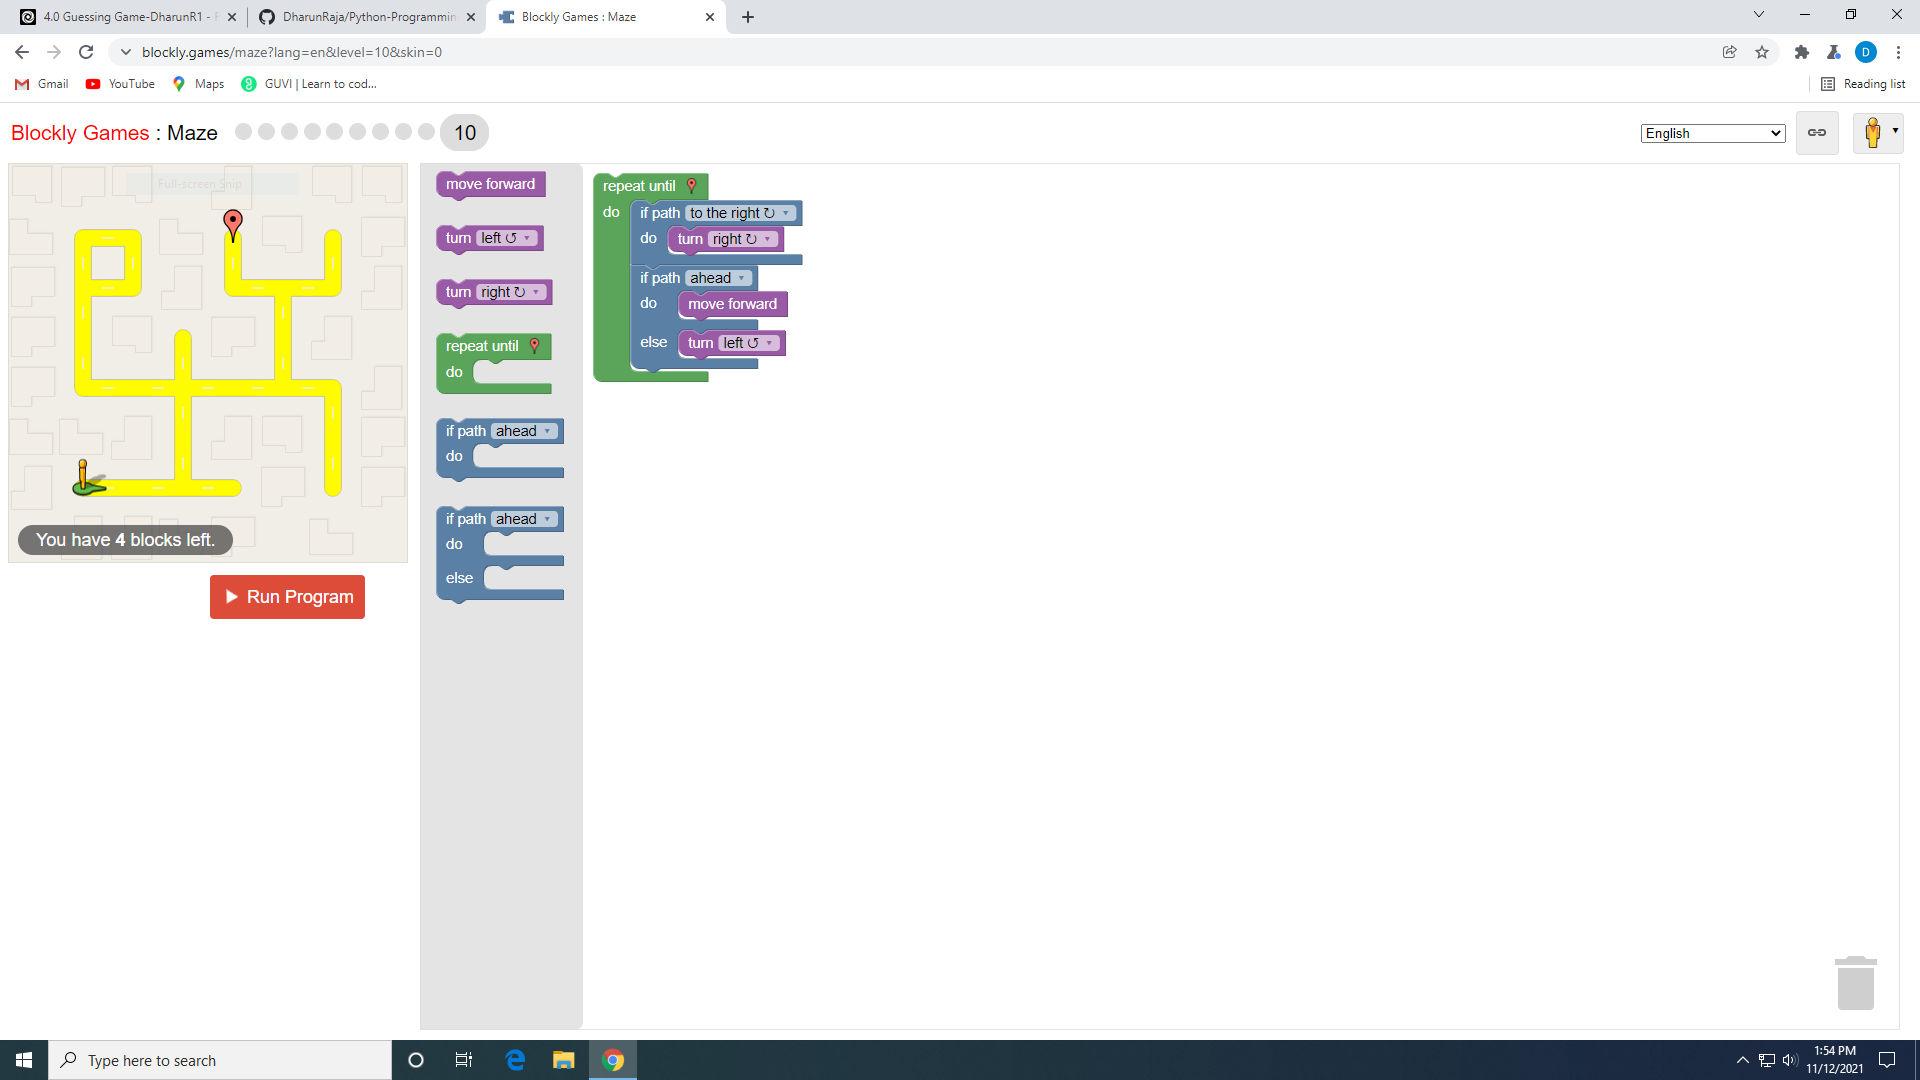 4.0 Guessing Game-DharunR1 -
DharunRaja/Python-Programmin
Blockly Games : Maze
blockly.games/maze?lang=en&level=10&skin=0
D
Gmail
YouTube
Maps
GUVI | Learn to cod...
Reading list
Blockly Games : Maze
10
English
Full-screen Snip
You have 4 blocks left.
Run Program
move forward
turn left ↺
turn right ↻
repeat until
do
if path ahead
do
if path ahead
do
else
repeat until
do
if path to the right ↻
do turn right ↻
if path ahead
do move forward
else turn left ↺
Type here to search
1:54 PM
11/12/2021